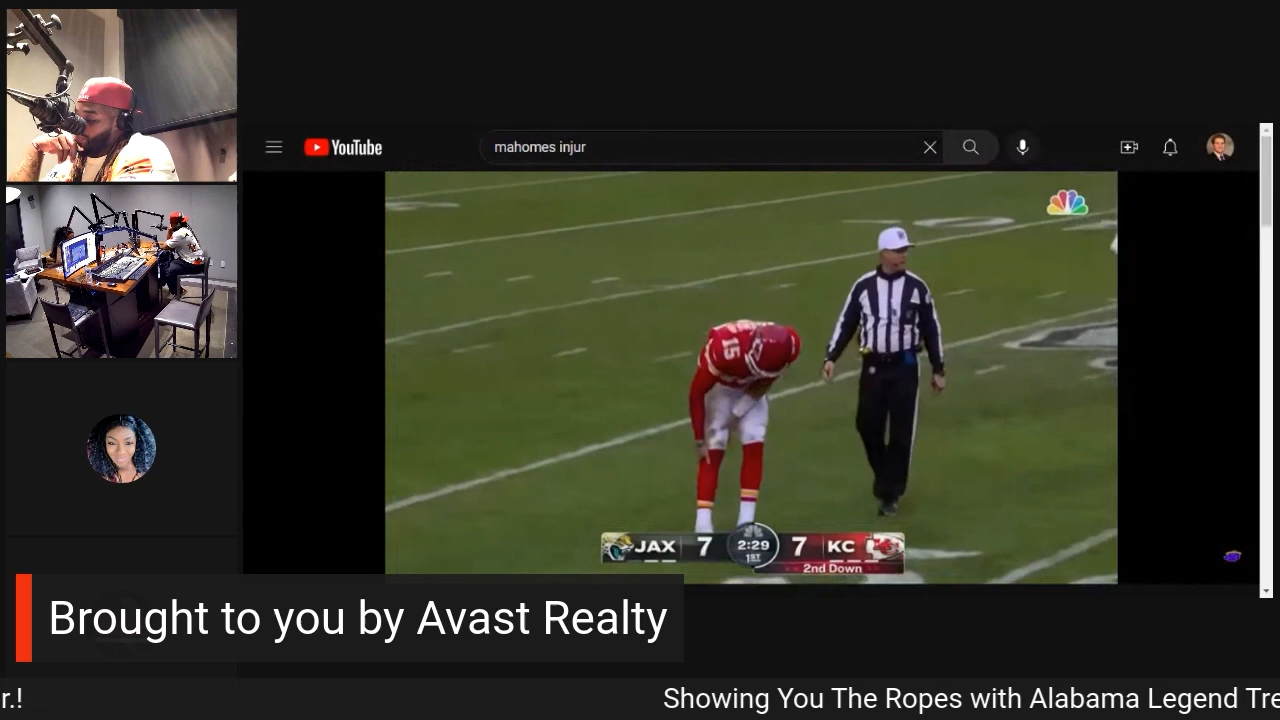 YouTube
mahomes injur
15
JAX 7 2:29 7 KC
1ST
2nd Down
Brought to you by Avast Realty
r.! Showing You The Ropes with Alabama Legend Tre